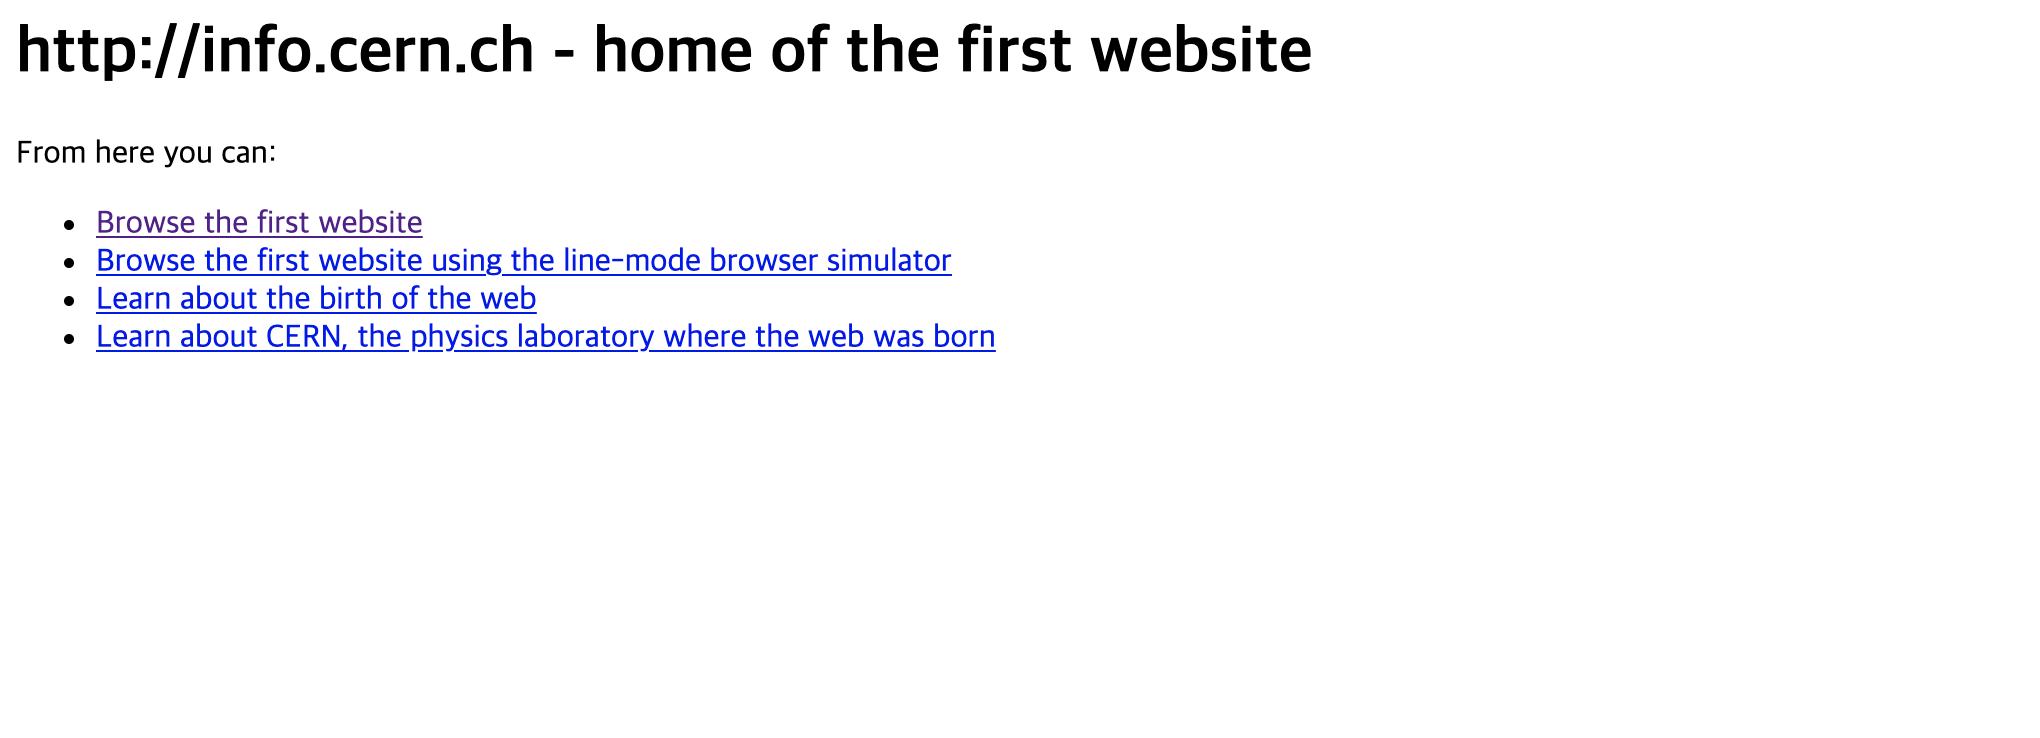 http://info.cern.ch - home of the first website
From here you can:
Browse the first website
Browse the first website using the line-mode browser simulator
Learn about the birth of the web
Learn about CERN, the physics laboratory where the web was born